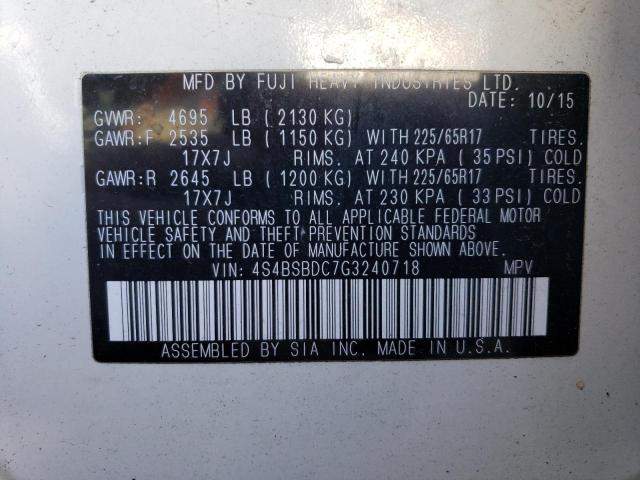 MFD BY FUJI HEAVY INDUSTRIES LTD.
DATE: 10/15
GVWR: 4695 LB ( 2130 KG)
GAWR:F 2535 LB ( 1150 KG) WITH 225/65R17 TIRES.
17X7J RIMS. AT 240 KPA ( 35 PSI) COLD
GAWR:R 2645 LB ( 1200 KG) WITH 225/65R17 TIRES.
17X7J RIMS. AT 230 KPA ( 33 PSI) COLD
THIS VEHICLE CONFORMS TO ALL APPLICABLE FEDERAL MOTOR
VEHICLE SAFETY AND THEFT PREVENTION STANDARDS
IN EFFECT ON THE DATE OF MANUFACTURE SHOWN ABOVE.
VIN: 4S4BSBDC7G3240718 MPV
ASSEMBLED BY SIA INC. MADE IN U.S.A.